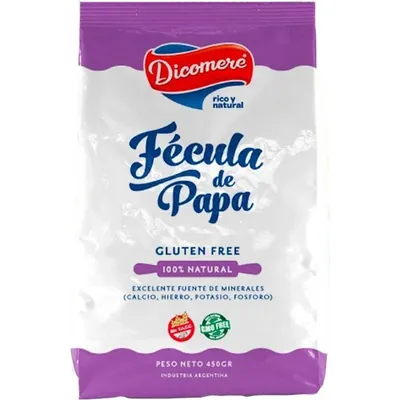 Dicomere
rico y
natural
Fécula
de
Papa
GLUTEN FREE
100% NATURAL
EXCELENTE FUENTE DE MINERALES
(CALCIO, HIERRO, POTASIO, FOSFORO)
GMO FREE
PESO NETO 450GR
INDUSTRIA ARGENTINA